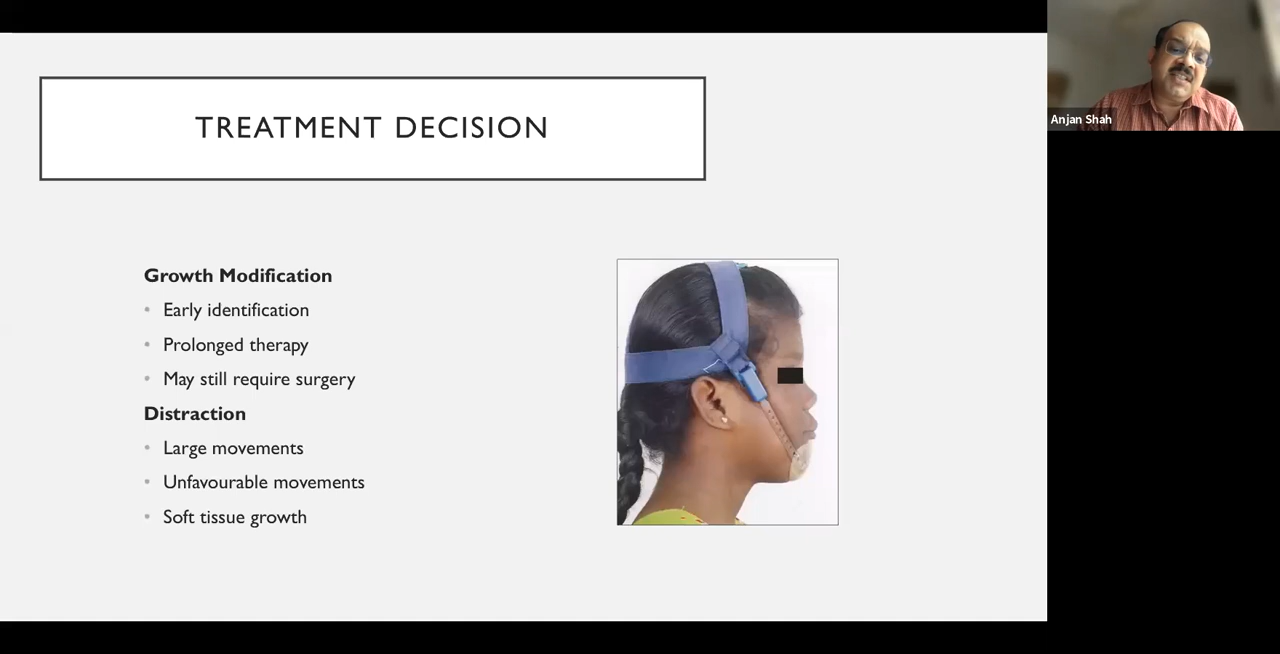 TREATMENT DECISION
Growth Modification
• Early identification
• Prolonged therapy
• May still require surgery
Distraction
• Large movements
• Unfavourable movements
• Soft tissue growth
Anjan Shah